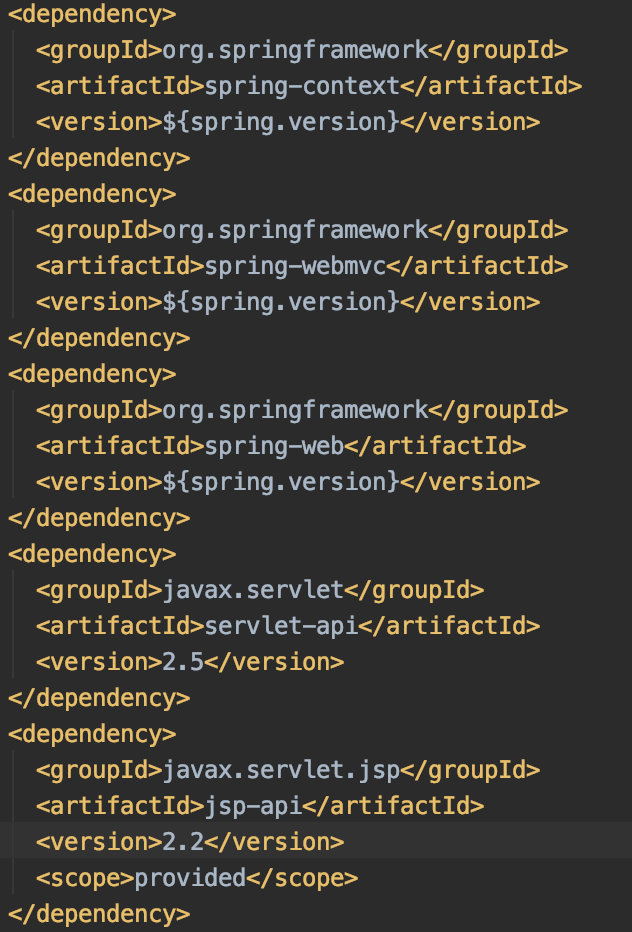 <dependency>
<groupId>org.springframework</groupId>
<artifactId>spring-context</artifactId>
<version>${spring.version}</version>
</dependency>
<dependency>
<groupId>org.springframework</groupId>
<artifactId>spring-webmvc</artifactId>
<version>${spring.version}</version>
</dependency>
<dependency>
<groupId>org.springframework</groupId>
<artifactId>spring-web</artifactId>
<version>${spring.version}</version>
</dependency>
<dependency>
<groupId>javax.servlet</groupId>
<artifactId>servlet-api</artifactId>
<version>2.5</version>
</dependency>
<dependency>
<groupId>javax.servlet.jsp</groupId>
<artifactId>jsp-api</artifactId>
<version>2.2</version>
<scope>provided</scope>
</dependency>